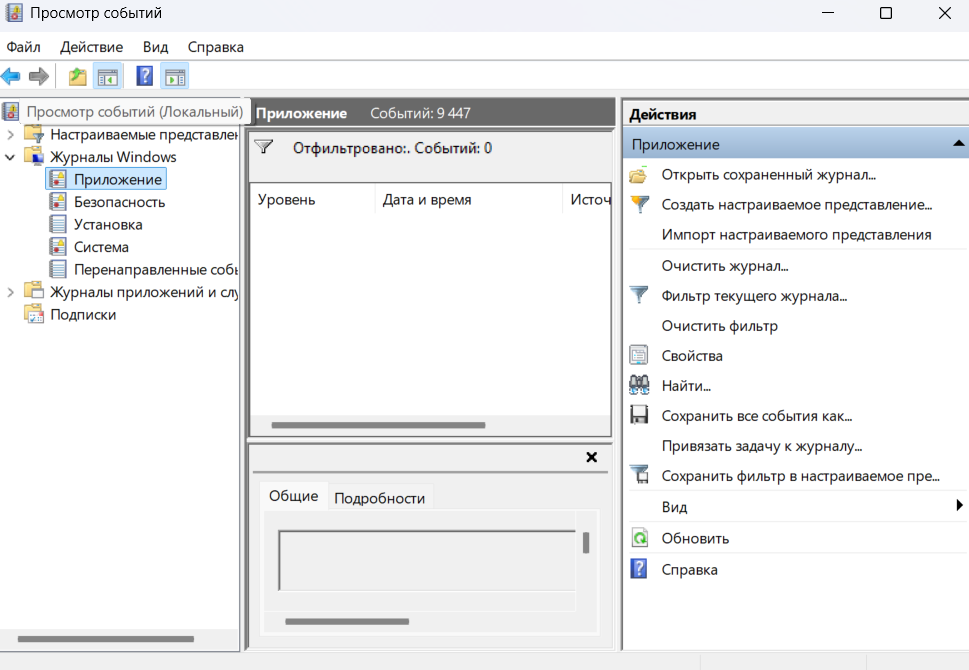 Просмотр событий
Файл Действие Вид Справка
Просмотр событий (Локальный)
Настраиваемые представлен
Журналы Windows
Приложение
Безопасность
Установка
Система
Перенаправленные собы
Журналы приложений и слу
Подписки
Приложение Событий: 9 447
Отфильтровано:. Событий: 0
Уровень Дата и время Источ
Общие Подробности
Действия
Приложение
Открыть сохраненный журнал...
Создать настраиваемое представление...
Импорт настраиваемого представления
Очистить журнал...
Фильтр текущего журнала...
Очистить фильтр
Свойства
Найти...
Сохранить все события как...
Привязать задачу к журналу...
Сохранить фильтр в настраиваемое пре...
Вид
Обновить
Справка